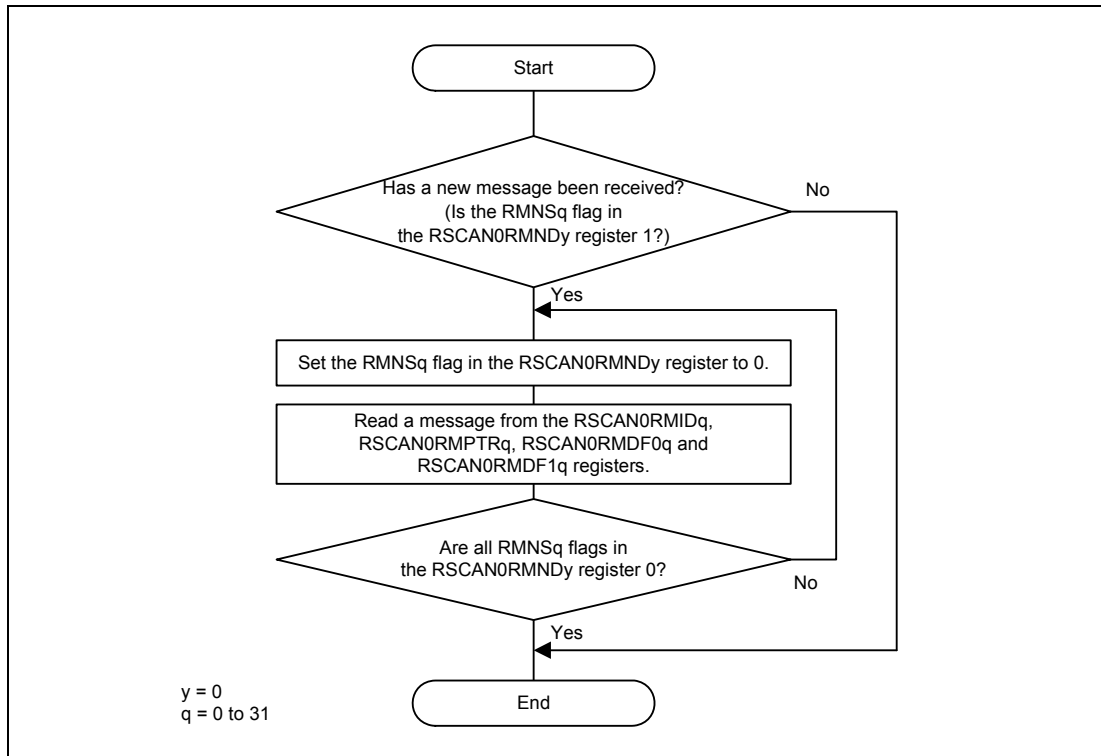 Start
Has a new message been received?
(Is the RMNSq flag in
the RSCAN0RMNDy register 1?)
No
Yes
Set the RMNSq flag in the RSCAN0RMNDy register to 0.
Read a message from the RSCAN0RMIDq,
RSCAN0RMPTRq, RSCAN0RMDF0q and
RSCAN0RMDF1q registers.
Are all RMNSq flags in
the RSCAN0RMNDy register 0?
No
Yes
End
y = 0
q = 0 to 31